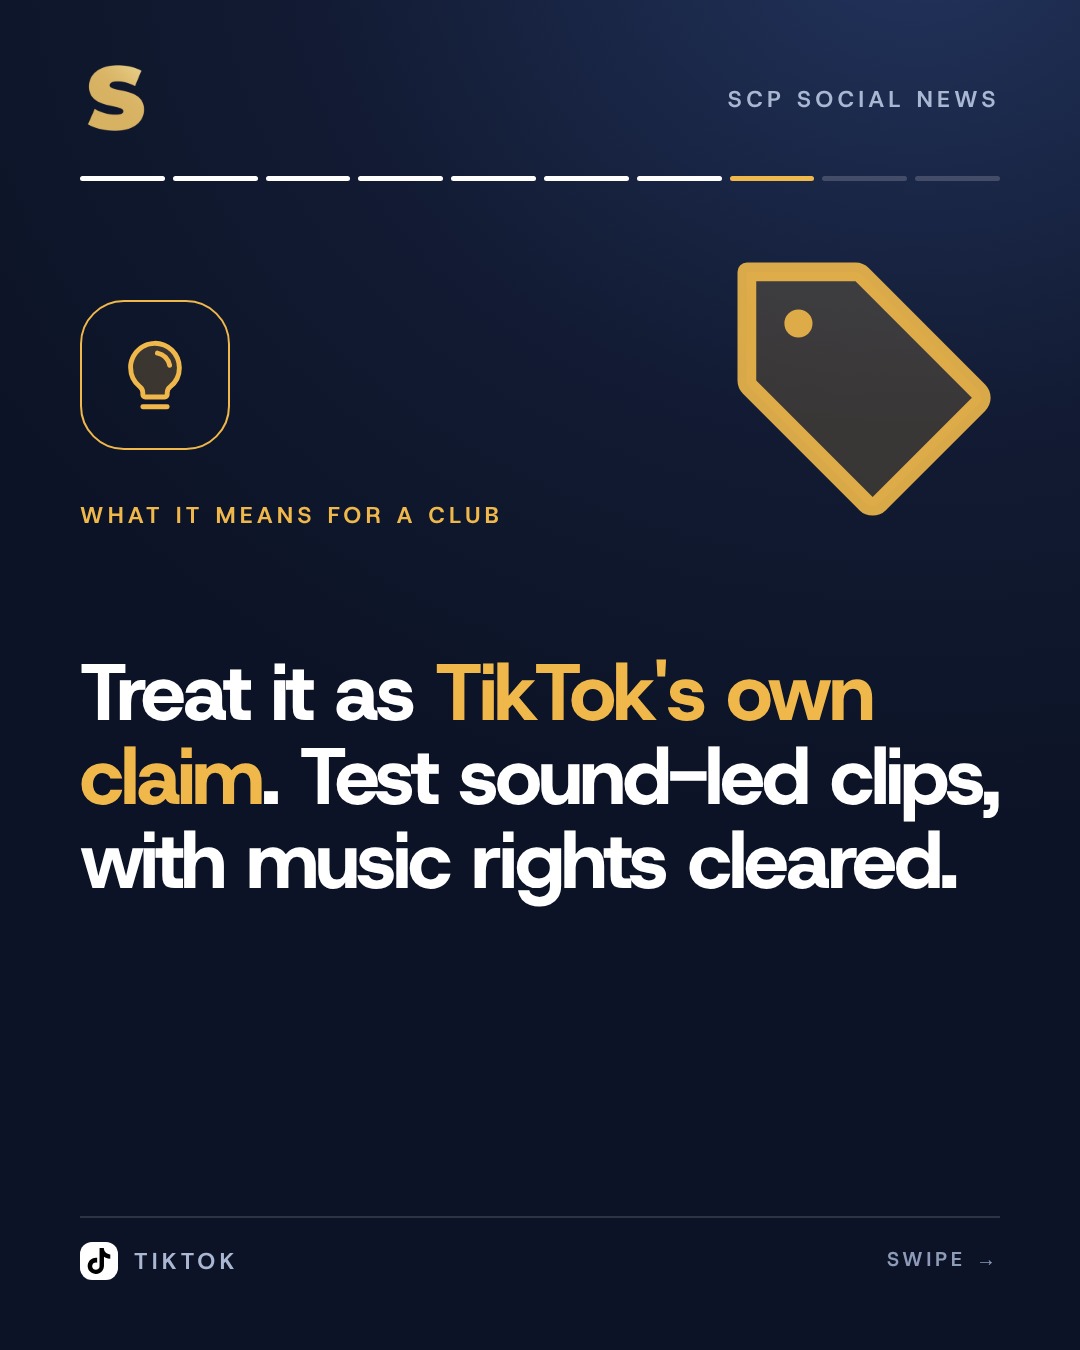 S
SCP SOCIAL NEWS
WHAT IT MEANS FOR A CLUB
Treat it as TikTok's own
claim. Test sound-led clips,
with music rights cleared.
TIKTOK
SWIPE →